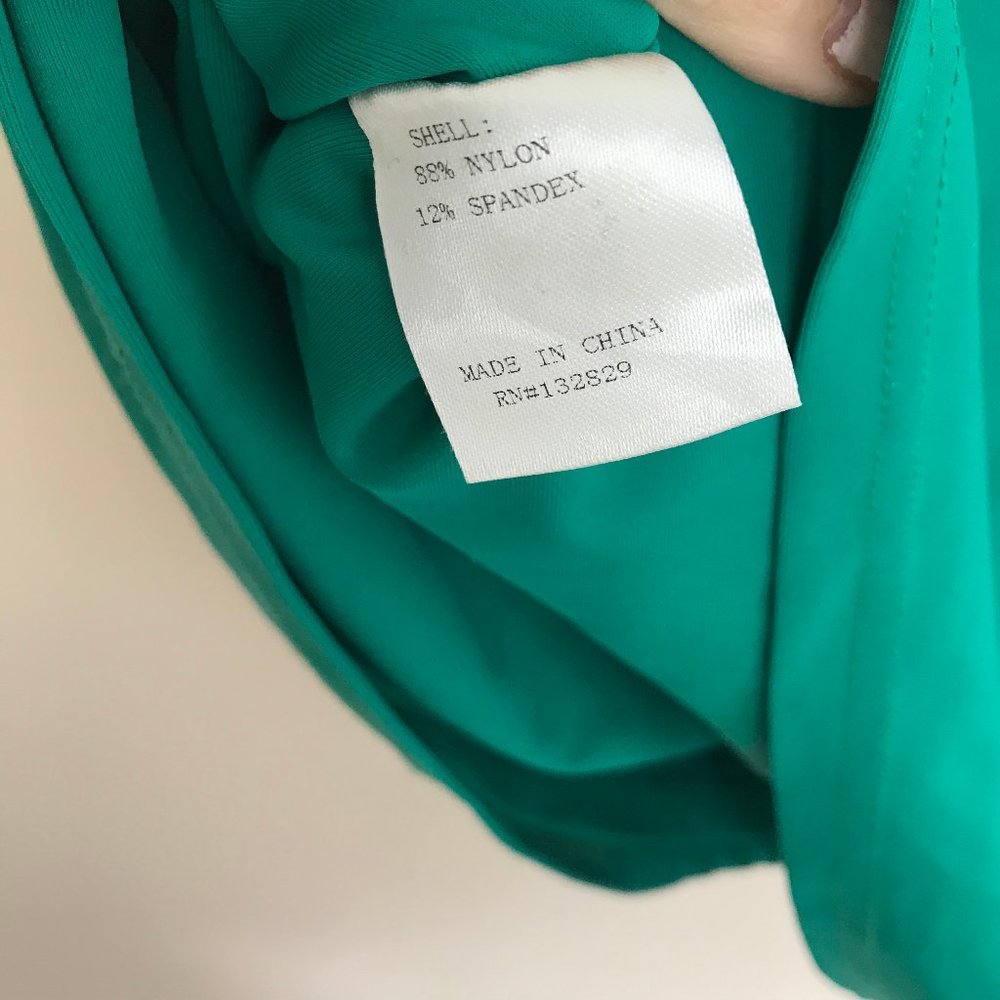 SHELL:
88% NYLON
12% SPANDEX
MADE IN CHINA
RN#132829